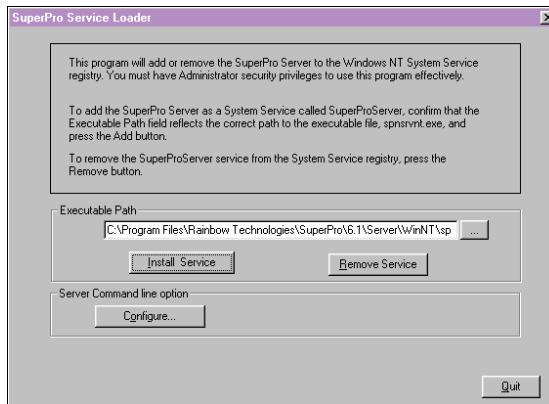 SuperPro Service Loader
This program will add or remove the SuperPro Server to the Windows NT System Service
registry. You must have Administrator security privileges to use this program effectively.
To add the SuperPro Server as a System Service called SuperProServer, confirm that the
Executable Path field reflects the correct path to the executable file, spnsrvnt.exe, and
press the Add button.
To remove the SuperProServer service from the System Service registry, press the
Remove button.
Executable Path
C:\Program Files\Rainbow Technologies\SuperPro\6.1\Server\WinNT\sp
...
Install Service
Remove Service
Server Command line option
Configure...
Quit